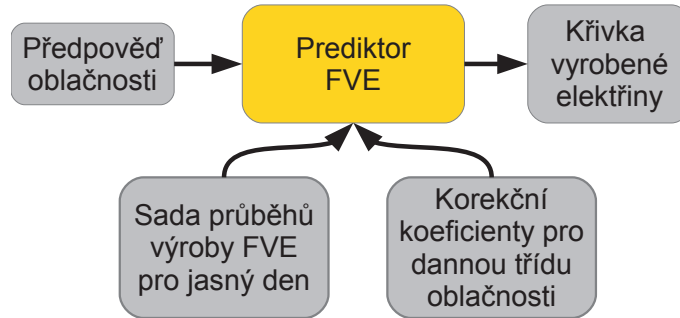 Předpověď
oblačnosti
Prediktor
FVE
Křivka
vyrobené
elektřiny
Sada průběhů
výroby FVE
pro jasný den
Korekční
koeficienty pro
dannou třídu
oblačnosti